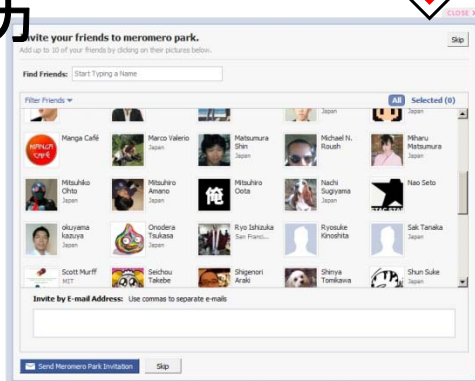 力
CLOSE X
Invite your friends to meromero park.
Skip
Add up to 10 of your friends by clicking on their pictures below.
Find Friends: Start Typing a Name
Filter Friends
All Selected (0)
Japan Japan Japan
Manga Café
Marco Valerio
Japan
Matsumura Shin
Japan
Michael N. Roush
Miharu Matsumura
Japan
Mitsuhiko Ohto
Japan
Mitsuhiro Amano
Japan
俺
Mitsuhiro Oota
Nachi Sugiyama
Japan
Nao Seto
okuyama kazuya
Japan
Onodera Tsukasa
Japan
Ryo Ishizuka
San Franci...
Ryosuke Kinoshita
Sak Tanaka
Japan
Scott Murff
MIT
Seichou Takebe
Shigenori Araki
Shinya Tomikawa
Shun Suke
Japan
Invite by E-mail Address: Use commas to separate e-mails
Send Meromero Park Invitation
Skip